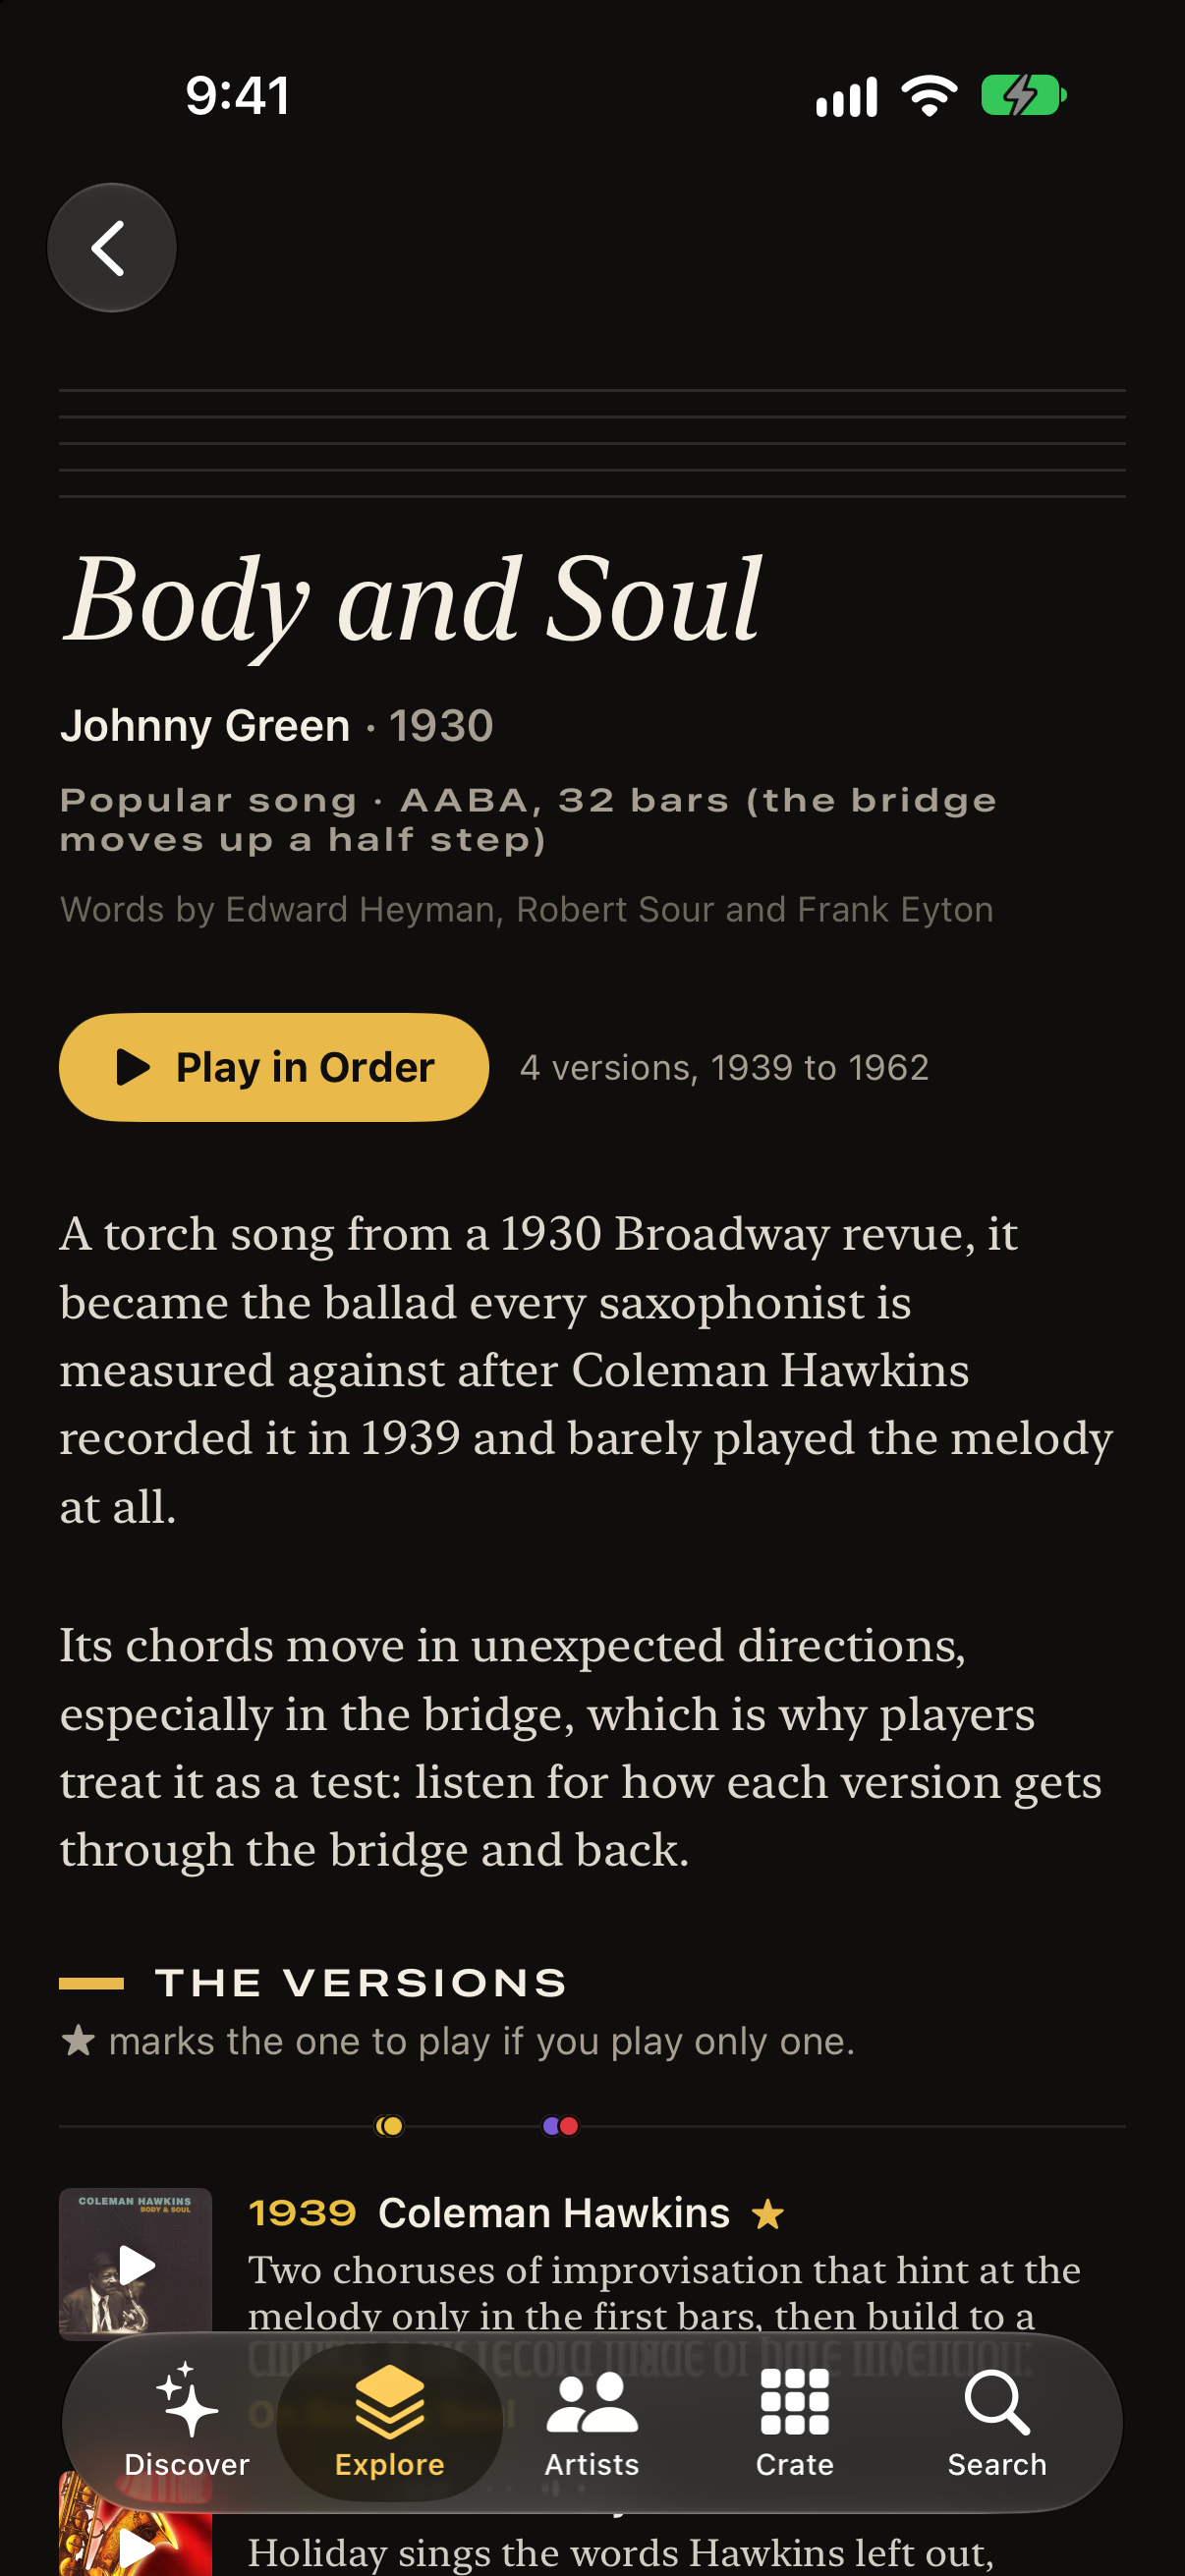 9:41
Body and Soul
Johnny Green · 1930
Popular song · AABA, 32 bars (the bridge
moves up a half step)
Words by Edward Heyman, Robert Sour and Frank Eyton
Play in Order
4 versions, 1939 to 1962
A torch song from a 1930 Broadway revue, it
became the ballad every saxophonist is
measured against after Coleman Hawkins
recorded it in 1939 and barely played the melody
at all.
Its chords move in unexpected directions,
especially in the bridge, which is why players
treat it as a test: listen for how each version gets
through the bridge and back.
THE VERSIONS
★ marks the one to play if you play only one.
COLEMAN HAWKINS
BODY & SOUL
1939 Coleman Hawkins ★
Two choruses of improvisation that hint at the
melody only in the first bars, then build to a
Discover
Explore
Artists
Crate
Search
Holiday sings the words Hawkins left out,